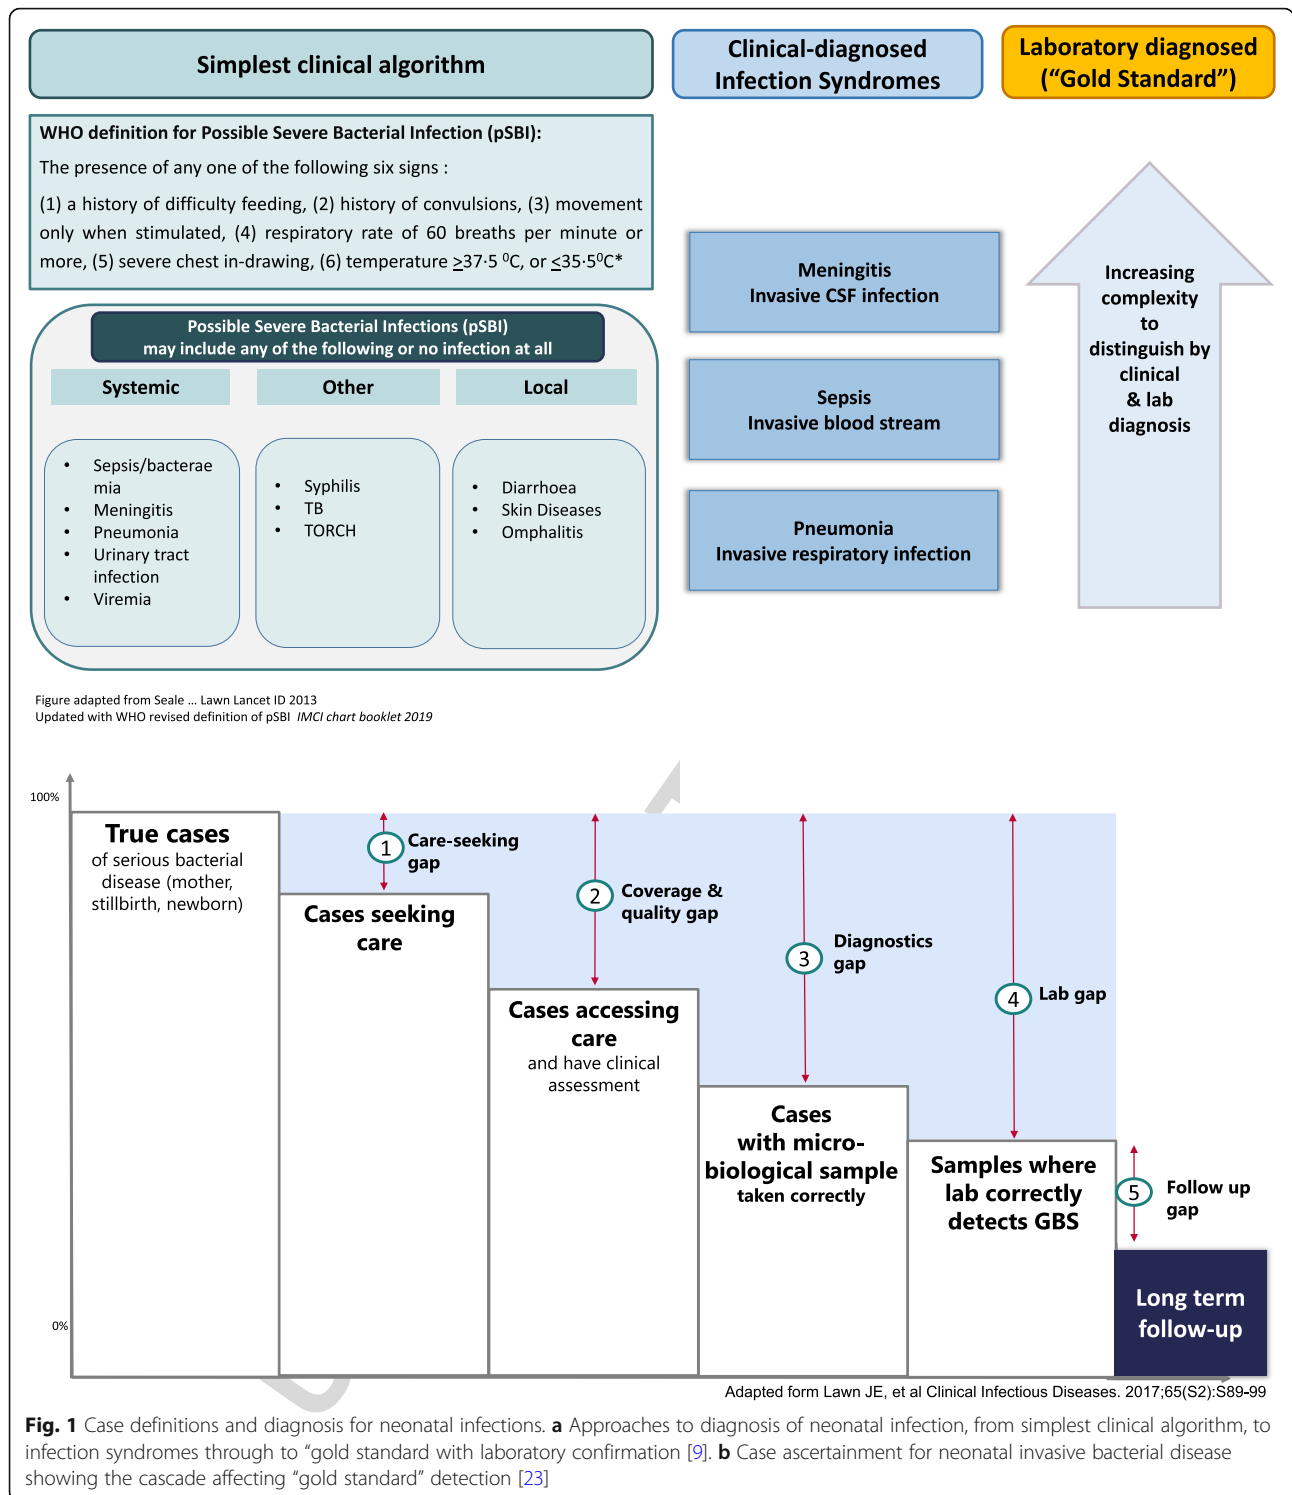 Simplest clinical algorithm
Clinical-diagnosed
Infection Syndromes
Laboratory diagnosed
(“Gold Standard”)
WHO definition for Possible Severe Bacterial Infection (pSBI):
The presence of any one of the following six signs :
(1) a history of difficulty feeding, (2) history of convulsions, (3) movement
only when stimulated, (4) respiratory rate of 60 breaths per minute or
more, (5) severe chest in-drawing, (6) temperature ≥37·5 ⁰C, or ≤35·5⁰C*
Possible Severe Bacterial Infections (pSBI)
may include any of the following or no infection at all
Systemic
Other
Local
• Sepsis/bacterae
mia
• Meningitis
• Pneumonia
• Urinary tract
infection
• Viremia
• Syphilis
• TB
• TORCH
• Diarrhoea
• Skin Diseases
• Omphalitis
Meningitis
Invasive CSF infection
Sepsis
Invasive blood stream
Pneumonia
Invasive respiratory infection
Increasing
complexity
to
distinguish by
clinical
& lab
diagnosis
Figure adapted from Seale ... Lawn Lancet ID 2013
Updated with WHO revised definition of pSBI IMCI chart booklet 2019
100%
0%
True cases
of serious bacterial
disease (mother,
stillbirth, newborn)
1
Care-seeking
gap
Cases seeking
care
2
Coverage &
quality gap
Cases accessing
care
and have clinical
assessment
3
Diagnostics
gap
Cases
with micro-
biological sample
taken correctly
4
Lab gap
Samples where
lab correctly
detects GBS
5
Follow up
gap
Long term
follow-up
Adapted form Lawn JE, et al Clinical Infectious Diseases. 2017;65(S2):S89-99
Fig. 1 Case definitions and diagnosis for neonatal infections. a Approaches to diagnosis of neonatal infection, from simplest clinical algorithm, to
infection syndromes through to “gold standard with laboratory confirmation [9]. b Case ascertainment for neonatal invasive bacterial disease
showing the cascade affecting “gold standard” detection [23]